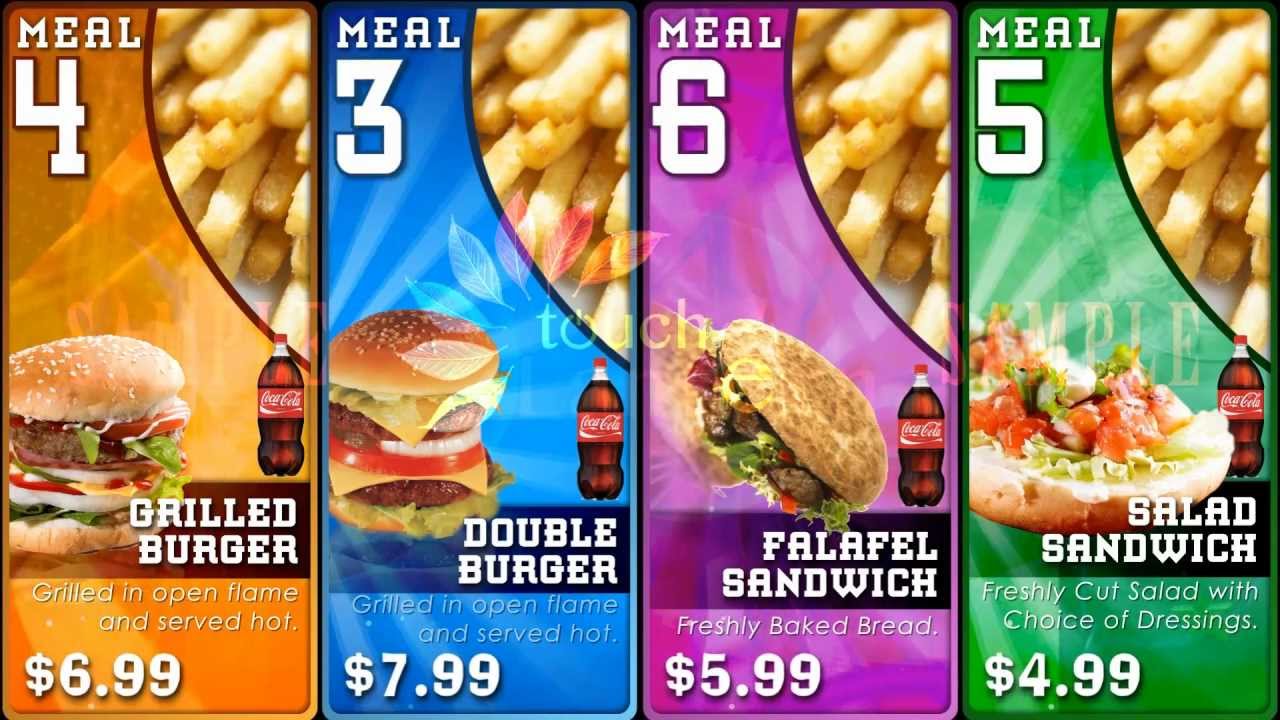 MEAL
4
Coca-Cola
GRILLED
BURGER
Grilled in open flame
and served hot.
$6.99
MEAL
3
Coca-Cola
DOUBLE
BURGER
Grilled in open flame
and served hot.
$7.99
MEAL
6
Coca-Cola
FALAFEL
SANDWICH
Freshly Baked Bread.
$5.99
MEAL
5
Coca-Cola
SALAD
SANDWICH
Freshly Cut Salad with
Choice of Dressings.
$4.99
SAMPLE
touch
SAMPLE